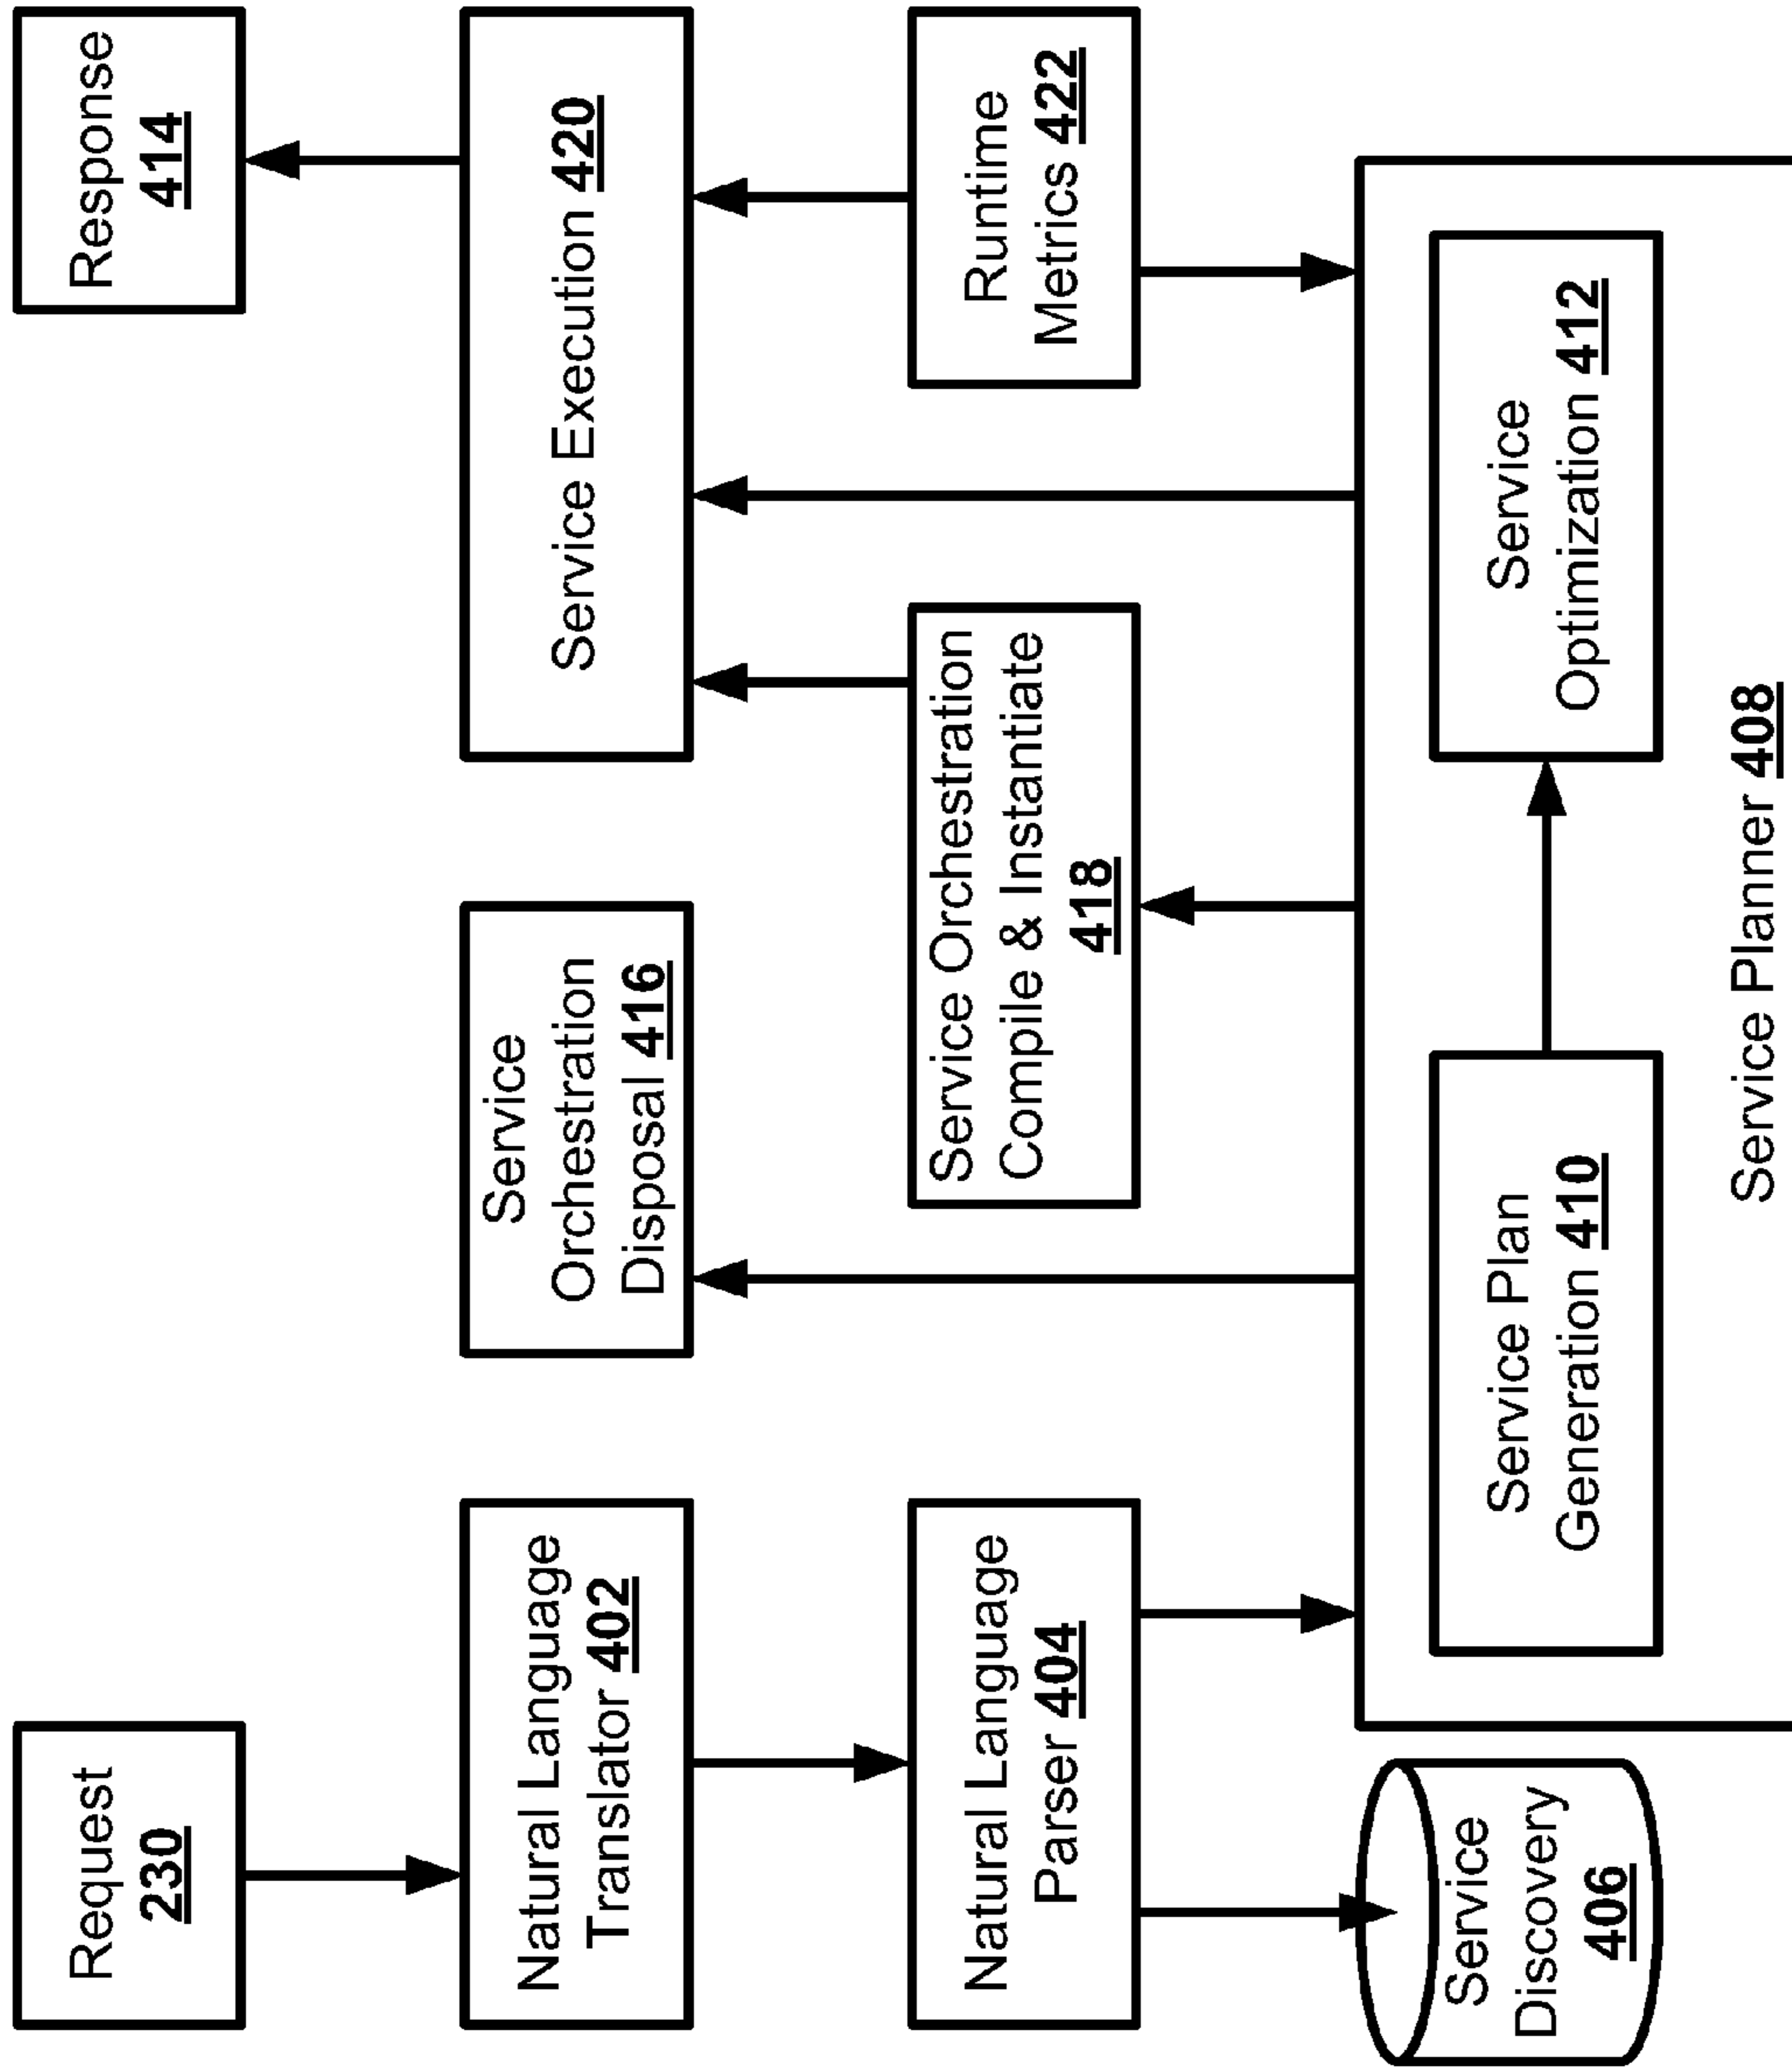 Request
230
Natural Language
Translator 402
Natural Language
Parser 404
Service
Discovery
406
Service Plan
Generation 410
Service
Optimization 412
Service Planner 408
Service
Orchestration
Disposal 416
Service Orchestration
Compile & Instantiate
418
Service Execution 420
Runtime
Metrics 422
Response
414